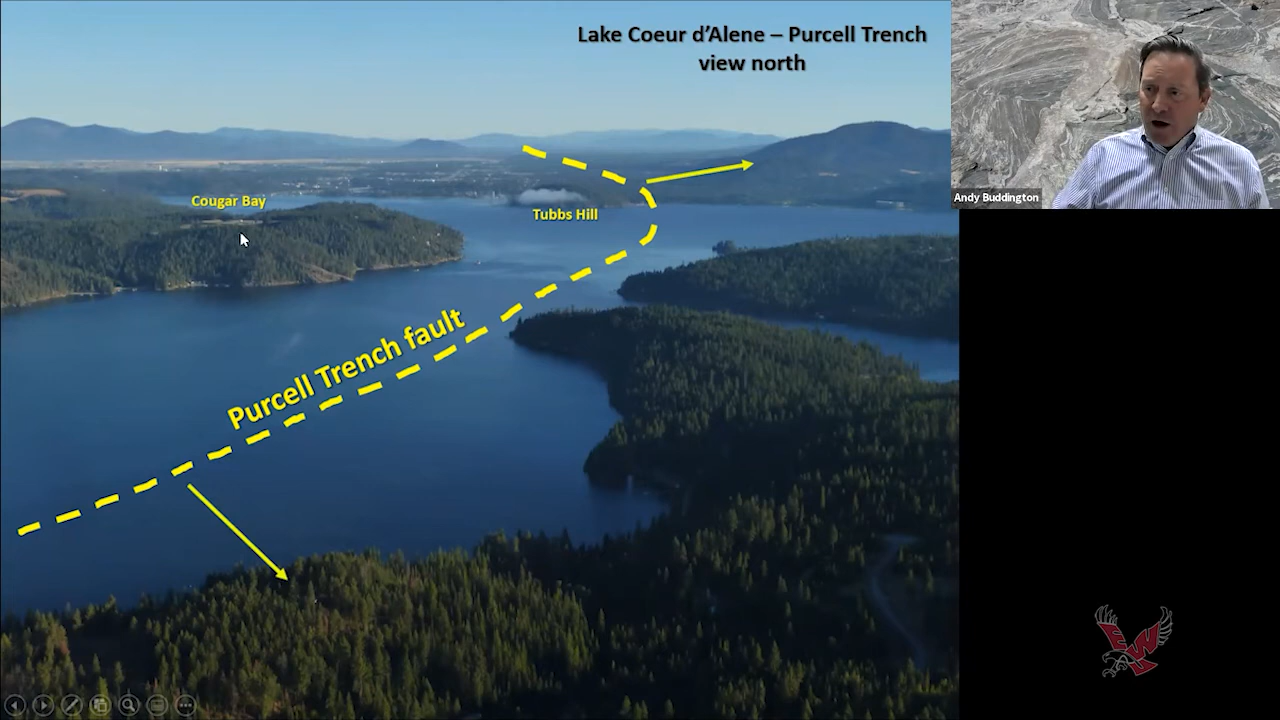 Lake Coeur d'Alene – Purcell Trench
view north
Andy Buddington
Cougar Bay
Tubbs Hill
Purcell Trench fault